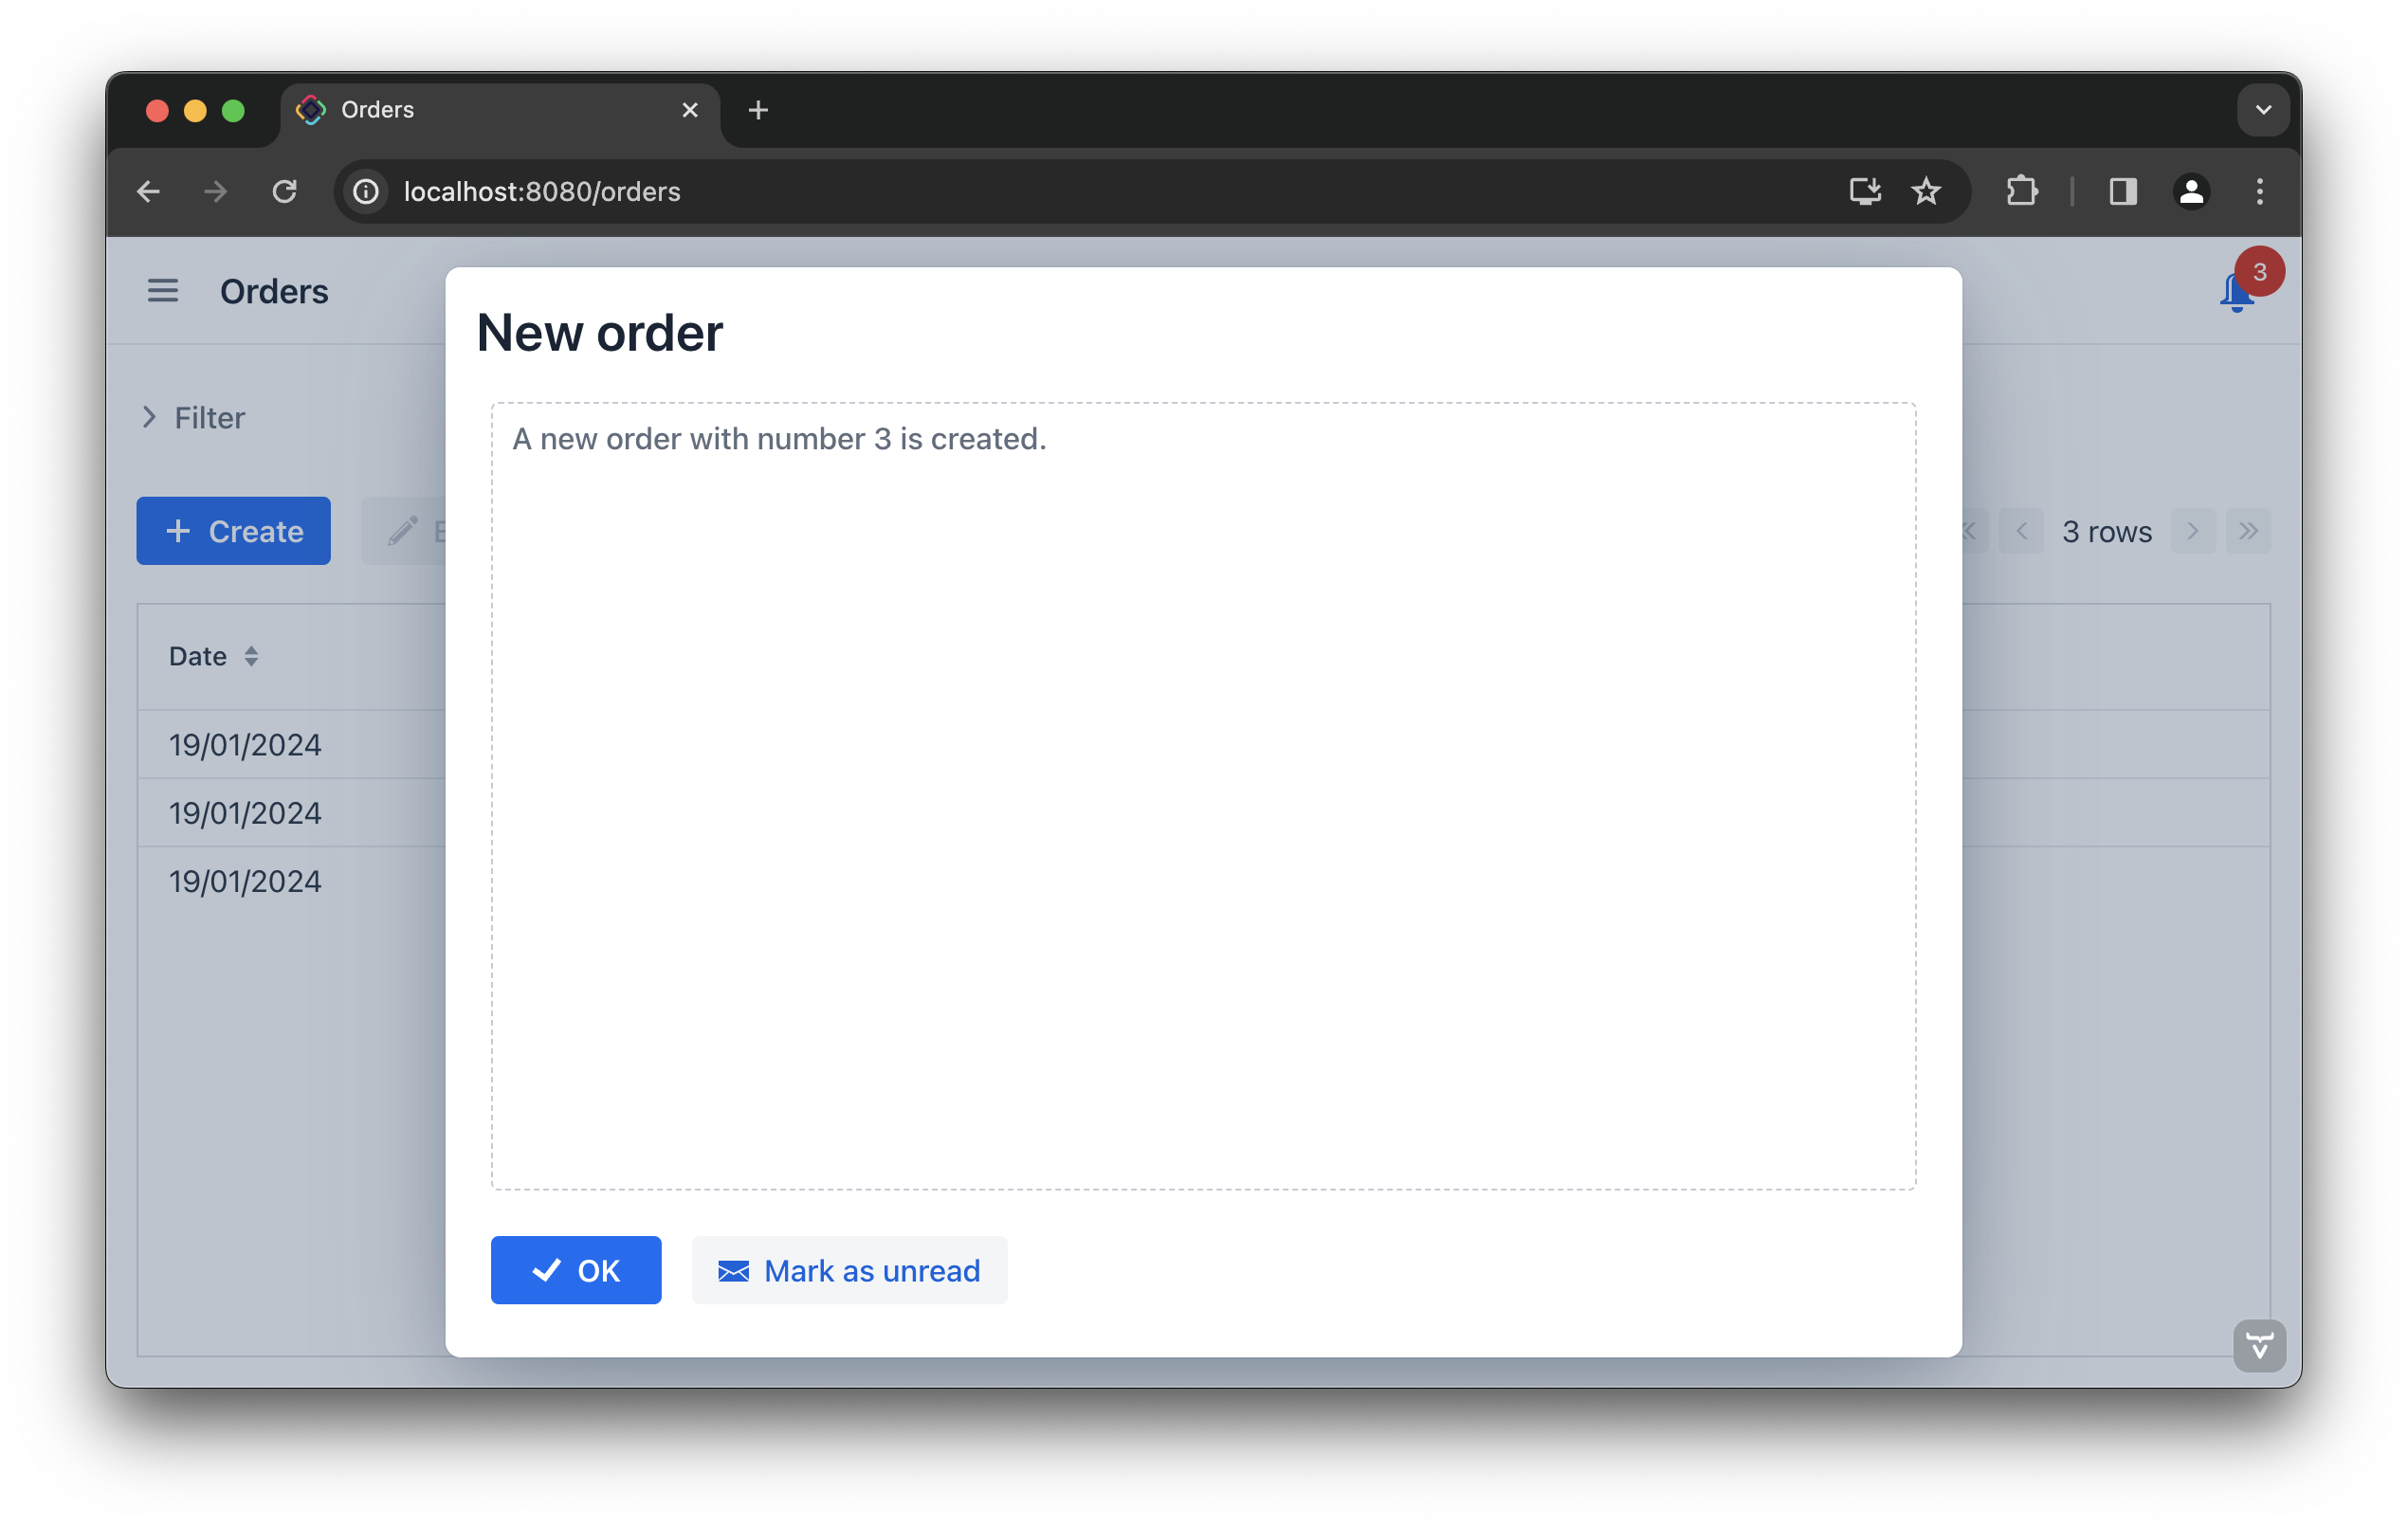 Orders
localhost:8080/orders
Orders
3
New order
Filter
A new order with number 3 is created.
Create
3 rows
Date
19/01/2024
19/01/2024
19/01/2024
OK
Mark as unread